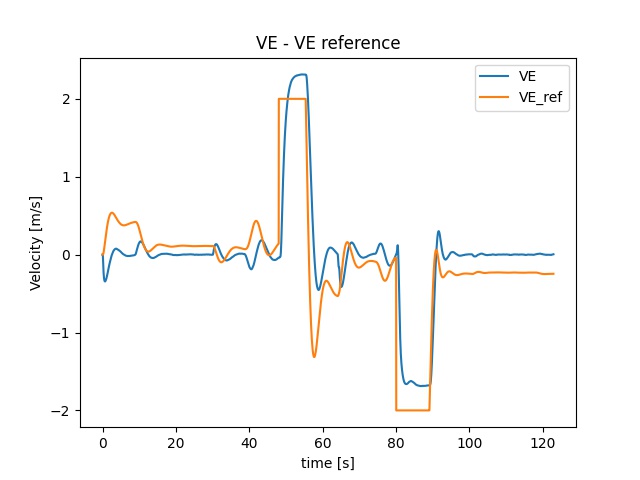 VE - VE reference
VE
VE_ref
Velocity [m/s]
2
1
0
−1
−2
0 20 40 60 80 100 120
time [s]